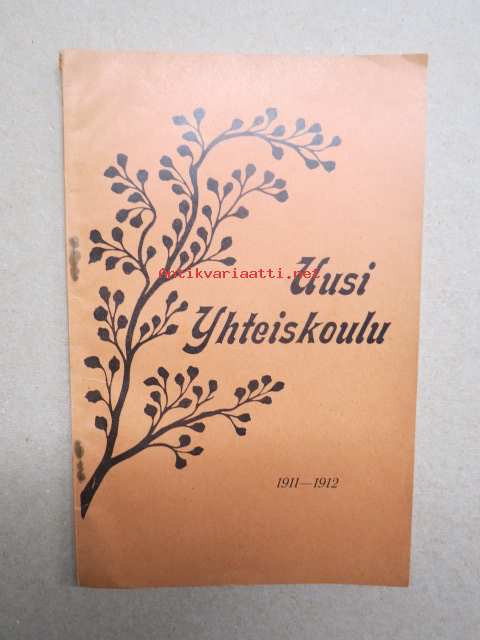 Antikvariaatti.net
Uusi
Yhteiskoulu
1911—1912